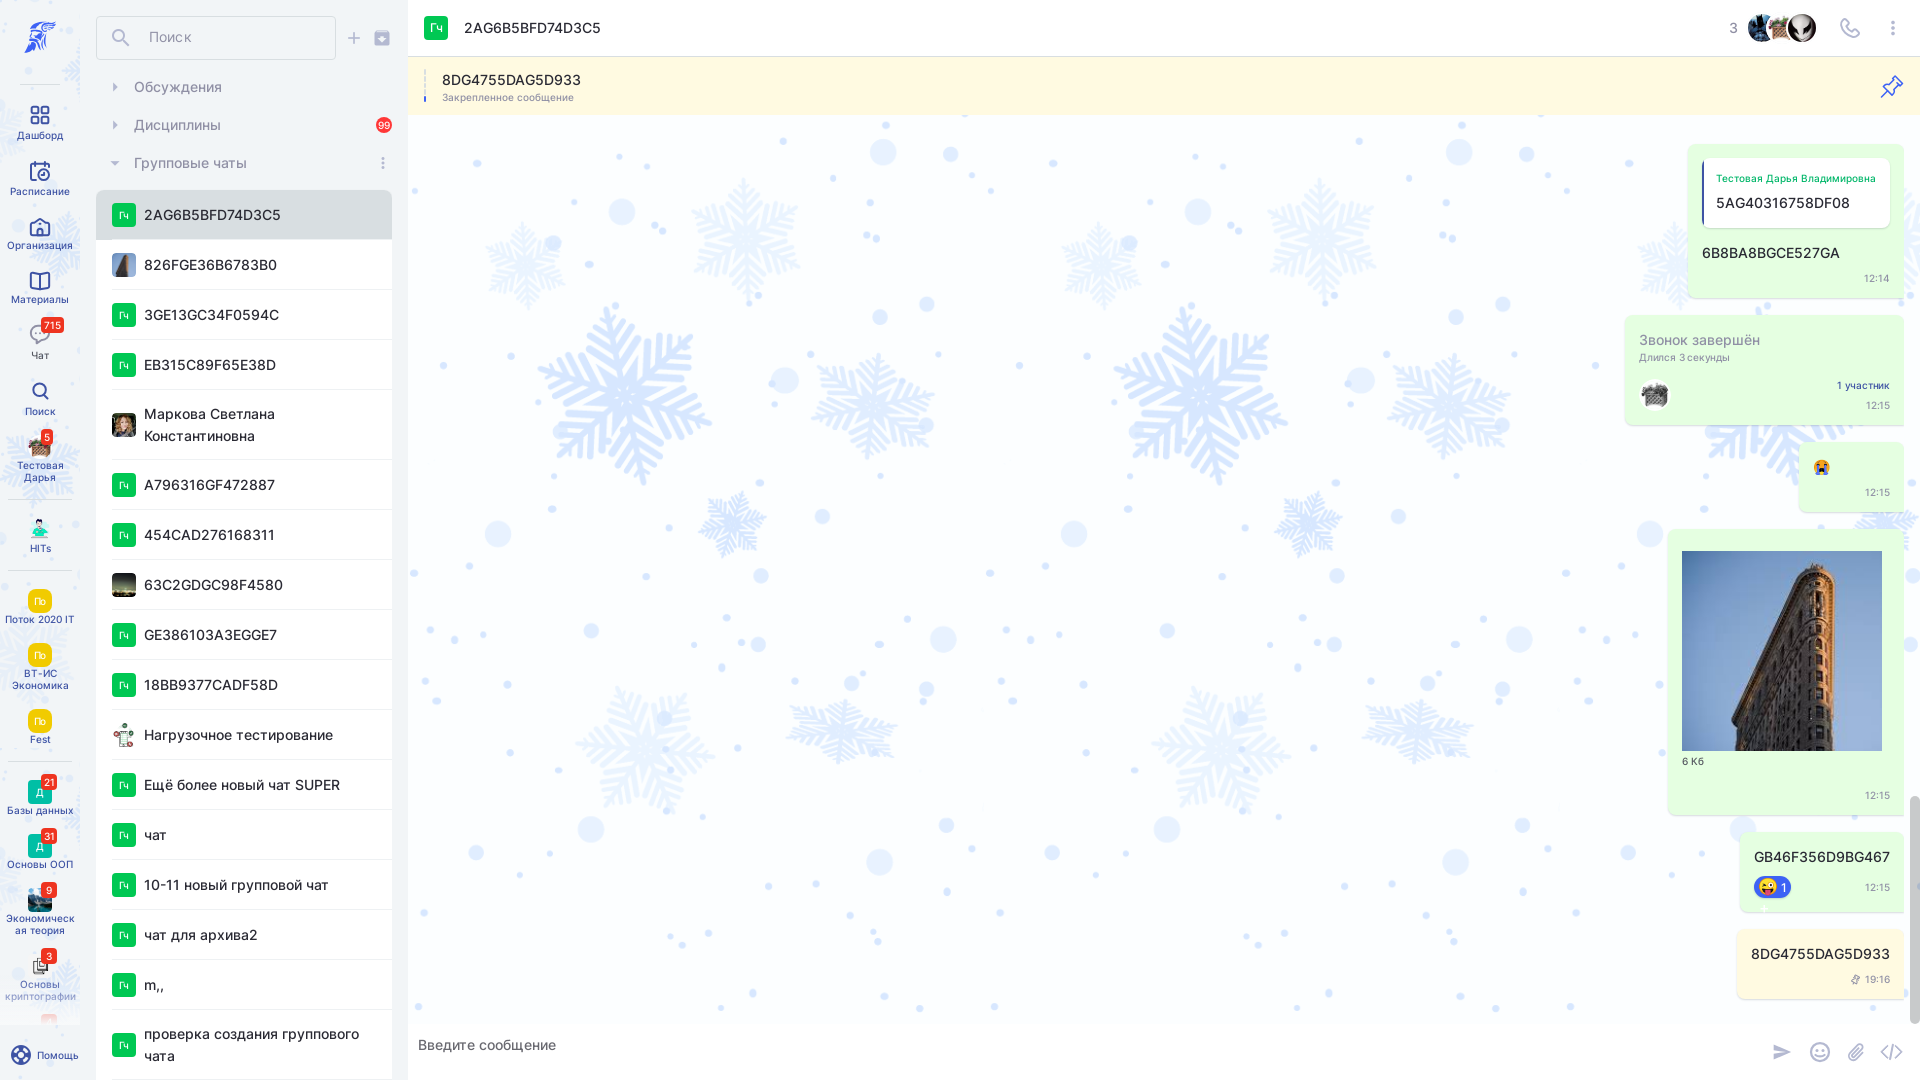 Дашборд
Расписание
Организация
Материалы
715
Чат
Поиск
5
Тестовая
Дарья
HITs
По
Поток 2020 IT
По
ВТ-ИС
Экономика
По
Fest
21
Д
Базы данных
31
Д
Основы ООП
9
Экономическ
ая теория
3
Основы
криптографии
Помощь
Поиск
Обсуждения
Дисциплины
99
Групповые чаты
Гч
2AG6B5BFD74D3C5
826FGE36B6783B0
Гч
3GE13GC34F0594C
Гч
EB315C89F65E38D
Маркова Светлана
Константиновна
Гч
A796316GF472887
Гч
454CAD276168311
63C2GDGC98F4580
Гч
GE386103A3EGGE7
Гч
18BB9377CADF58D
Нагрузочное тестирование
Гч
Ещё более новый чат SUPER
Гч
чат
Гч
10-11 новый групповой чат
Гч
чат для архива2
Гч
m,,
Гч
проверка создания группового
чата
Гч
2AG6B5BFD74D3C5
3
8DG4755DAG5D933
Закрепленное сообщение
Тестовая Дарья Владимировна
5AG40316758DF08
6B8BA8BGCE527GA
12:14
Звонок завершён
Длился 3 секунды
1 участник
12:15
12:15
6 Кб
12:15
GB46F356D9BG467
1
12:15
8DG4755DAG5D933
19:16
Введите сообщение